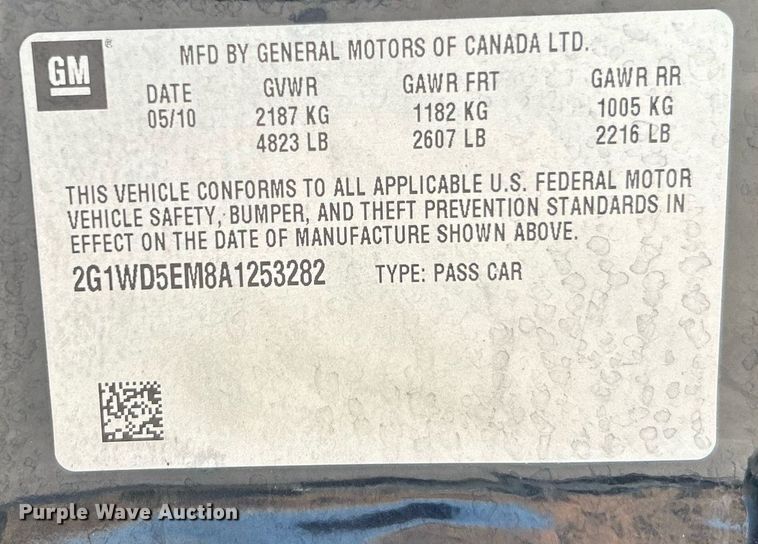 GM
MFD BY GENERAL MOTORS OF CANADA LTD.
DATE GVWR GAWR FRT GAWR RR
05/10 2187 KG 1182 KG 1005 KG
4823 LB 2607 LB 2216 LB
THIS VEHICLE CONFORMS TO ALL APPLICABLE U.S. FEDERAL MOTOR
VEHICLE SAFETY, BUMPER, AND THEFT PREVENTION STANDARDS IN
EFFECT ON THE DATE OF MANUFACTURE SHOWN ABOVE.
2G1WD5EM8A1253282 TYPE: PASS CAR
Purple Wave Auction